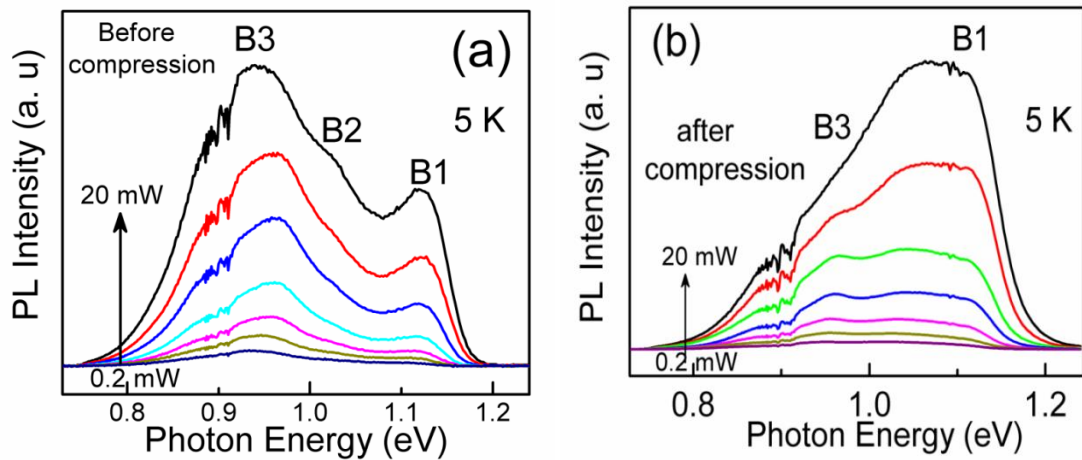 Before
compression
B3
(a)
B2
5 K
B1
20 mW
0.2 mW
PL Intensity (a. u)
0.8
0.9
1.0
1.1
1.2
Photon Energy (eV)
(b)
B1
B3
5 K
after
compression
20 mW
0.2 mW
PL Intensity (a. u)
0.8
1.0
1.2
Photon Energy (eV)